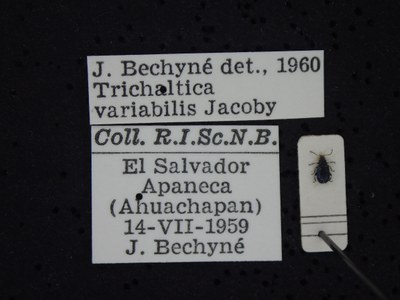 J. Bechyné det., 1960
Trichaltica
variabilis Jacoby
Coll. R.I.Sc.N.B.
El Salvador
Apaneca
(Ahuachapan)
14-VII-1959
J. Bechyné